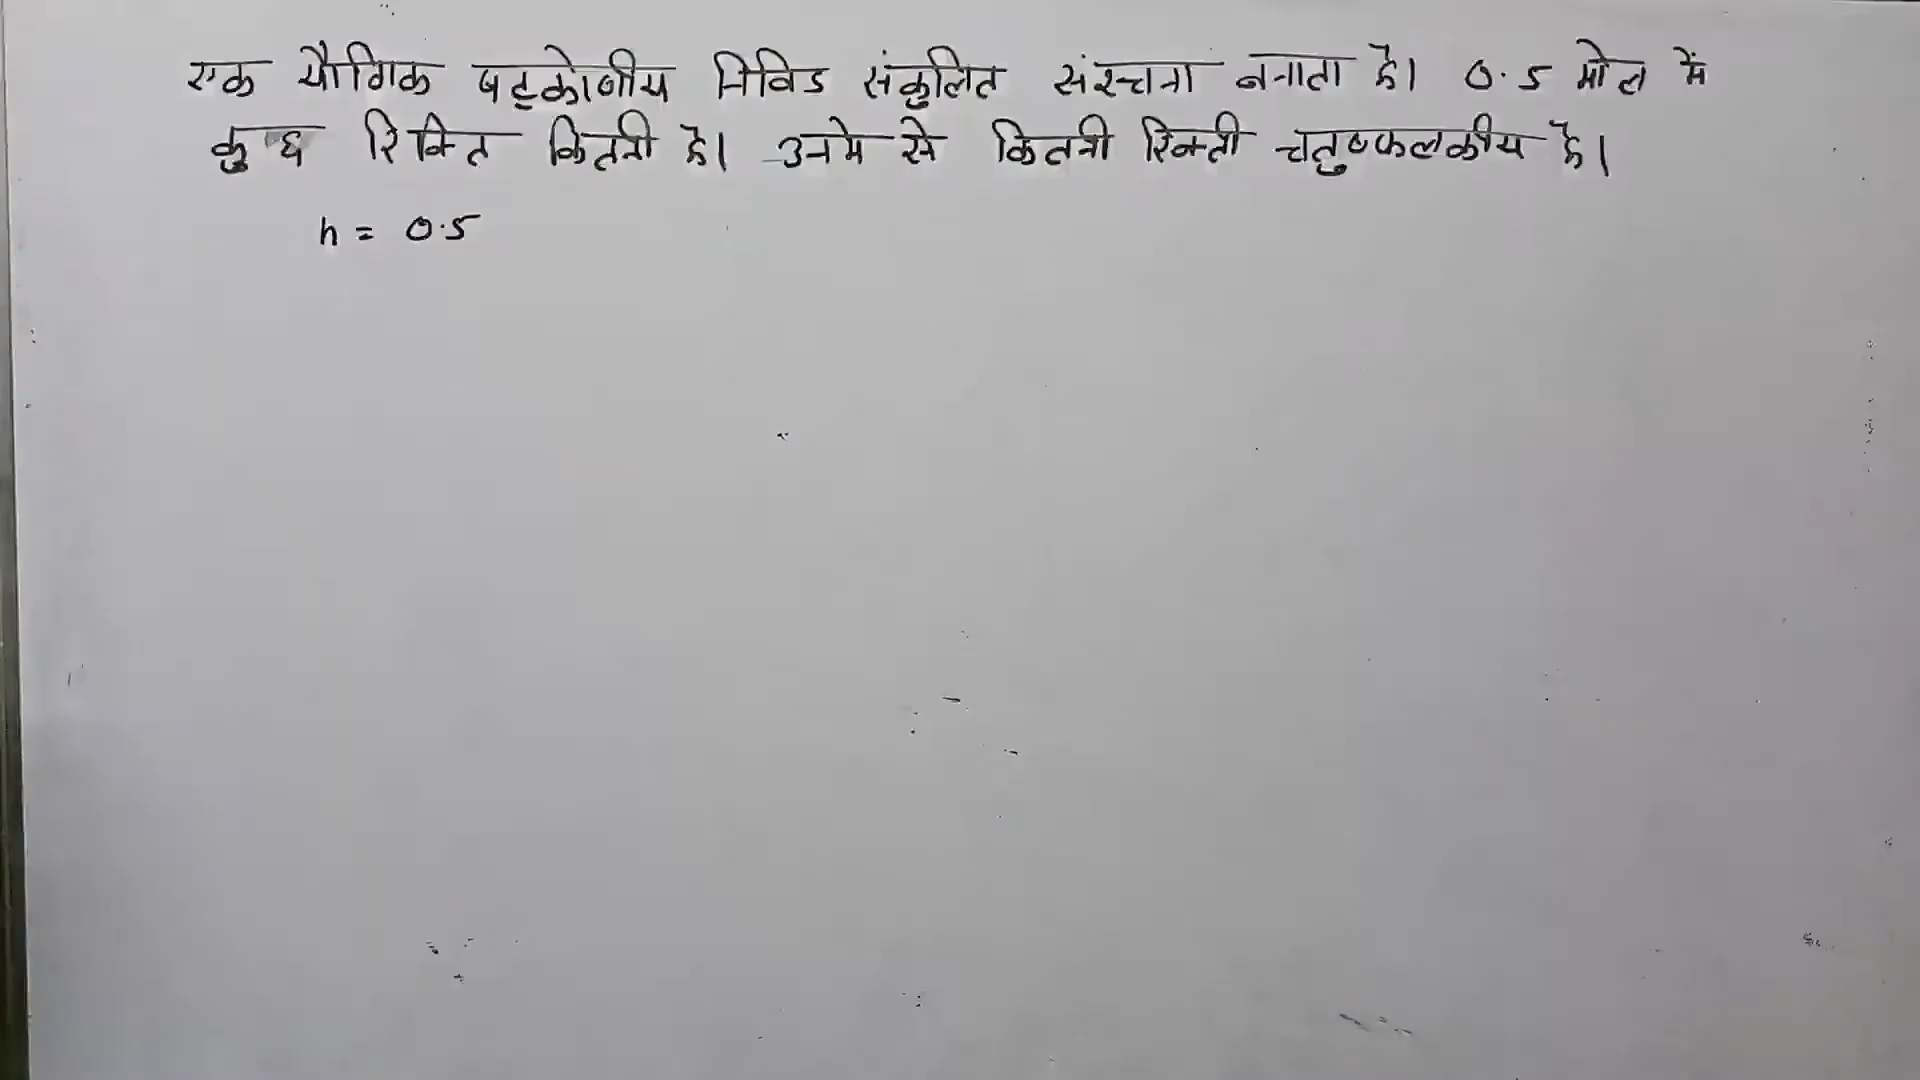 एक यौगिक षट्कोणीय निविड संकुलित संरचना बनाता है। 0.5 मोल में
कुछ रिक्ति कितनी है। उनमे से कितनी रिक्ती चतुष्फलकीय है।
n = 0.5